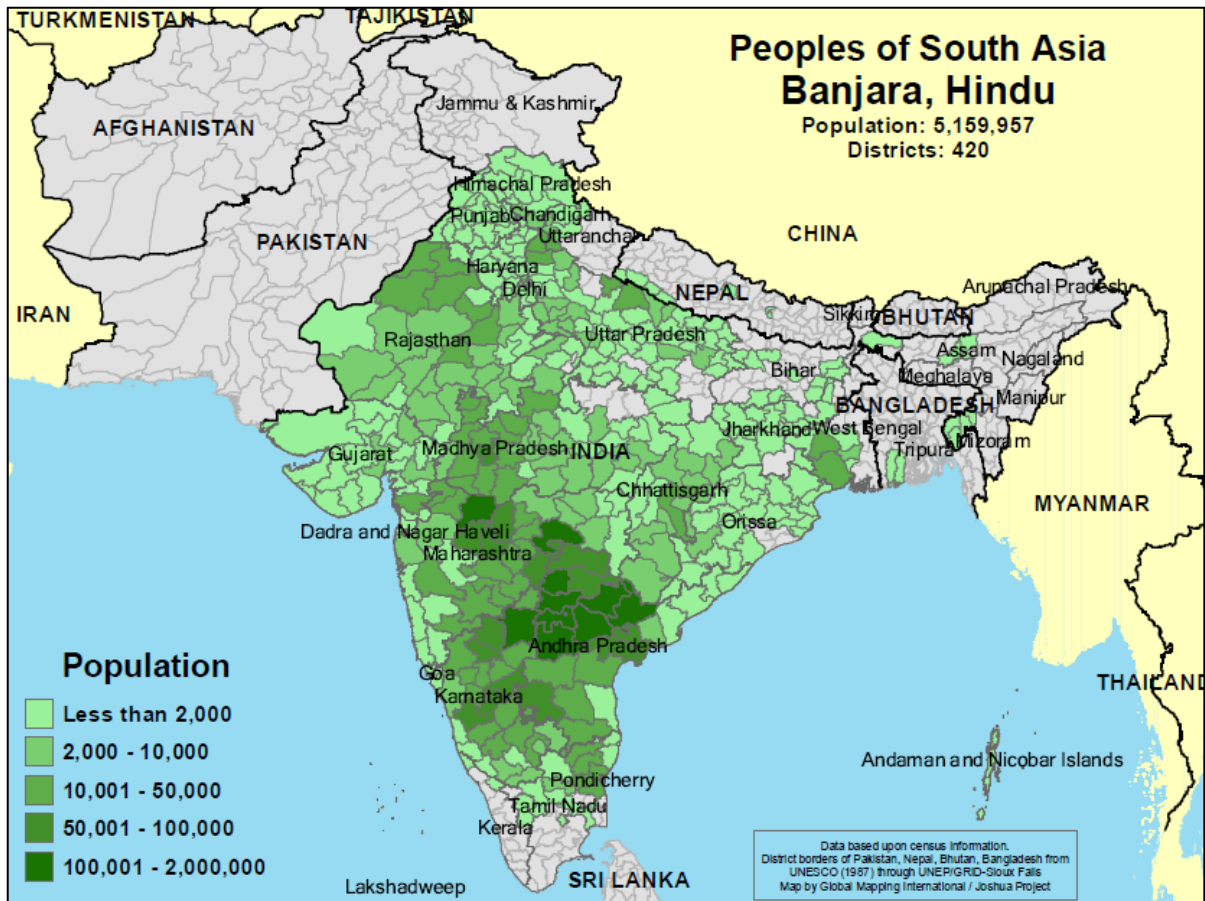 TURKMENISTAN
TAJIKISTAN
Peoples of South Asia
Banjara, Hindu
Population: 5,159,957
Districts: 420
Jammu & Kashmir
AFGHANISTAN
Himachal Pradesh
Punjab
Chandigarh
Uttaranchal
PAKISTAN
CHINA
Haryana
Delhi
NEPAL
Arunachal Pradesh
IRAN
Sikkim
BHUTAN
Rajasthan
Uttar Pradesh
Assam
Nagaland
Bihar
Meghalaya
Manipur
BANGLADESH
Jharkhand
West Bengal
Mizoram
Tripura
Gujarat
Madhya Pradesh
INDIA
Chhattisgarh
MYANMAR
Orissa
Dadra and Nagar Haveli
Maharashtra
Andhra Pradesh
Goa
Karnataka
THAILAND
Andaman and Nicobar Islands
Pondicherry
Tamil Nadu
Kerala
Lakshadweep
SRI LANKA
Population
Less than 2,000
2,000 - 10,000
10,001 - 50,000
50,001 - 100,000
100,001 - 2,000,000
Data based upon census information.
District borders of Pakistan, Nepal, Bhutan, Bangladesh from
UNESCO (1987) through UNEP/GRID-Sioux Falls
Map by Global Mapping International / Joshua Project